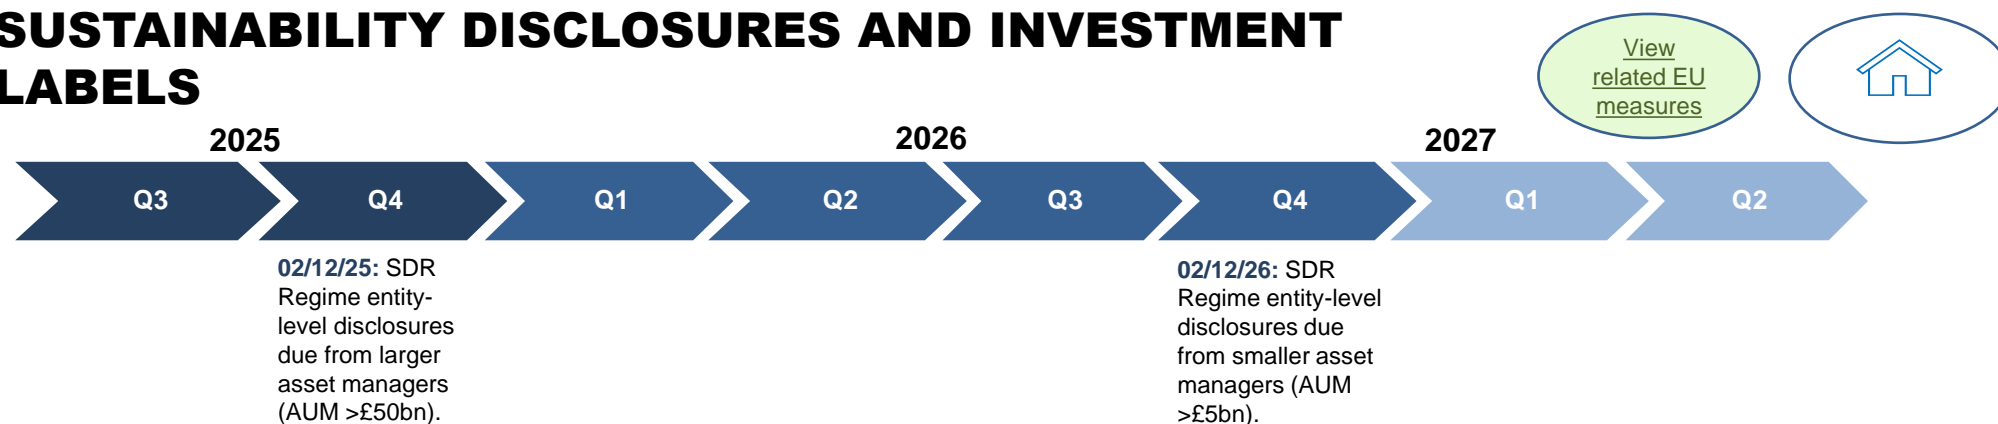 SUSTAINABILITY DISCLOSURES AND INVESTMENT
LABELS
View
related EU
measures
2025
2026
2027
Q3
Q4
Q1
Q2
Q3
Q4
Q1
Q2
02/12/25: SDR
Regime entity-
level disclosures
due from larger
asset managers
(AUM >£50bn).
02/12/26: SDR
Regime entity-level
disclosures due
from smaller asset
managers (AUM
>£5bn).